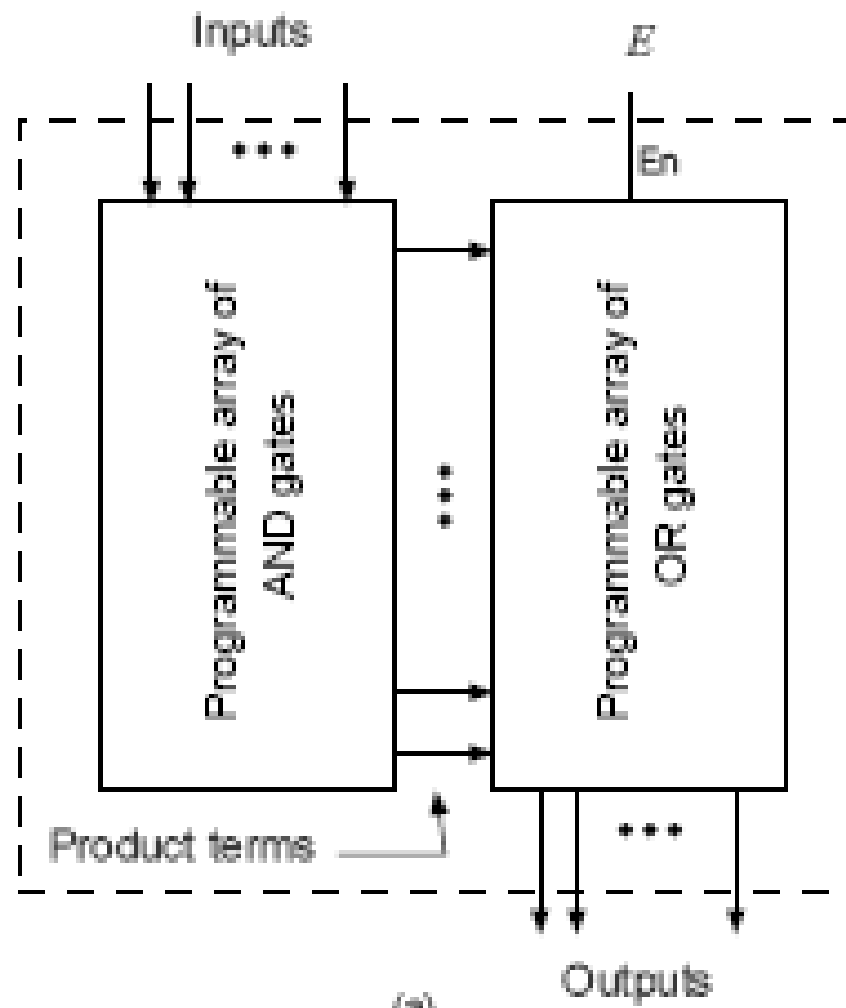 Inputs
E
En
Programmable array of
AND gates
Programmable array of
OR gates
Product terms
Outputs
(a)